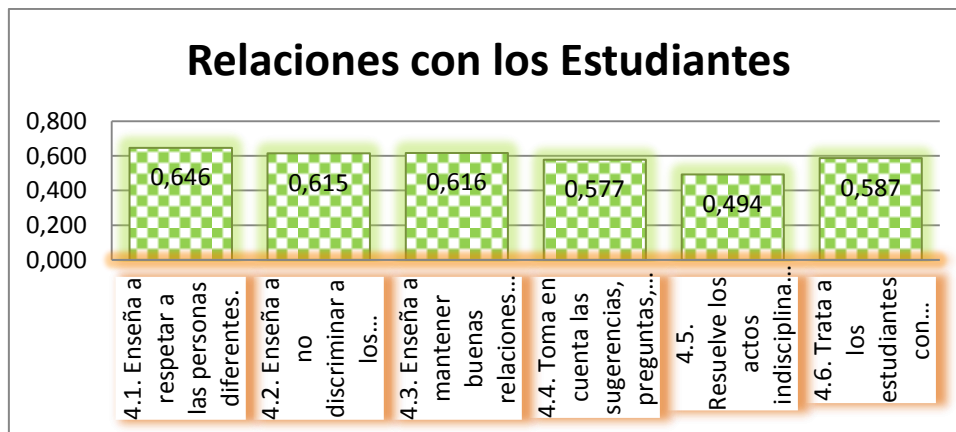 Relaciones con los Estudiantes
0,800
0,600
0,400
0,200
0,000
0,646
0,615
0,616
0,577
0,494
0,587
4.1. Enseña a
respetar a
las personas
diferentes.
4.2. Enseña a
no
discriminar a
los…
4.3. Enseña a
mantener
buenas
relaciones…
4.4. Toma en
cuenta las
sugerencias,
preguntas,…
4.5.
Resuelve los
actos
indisciplina…
4.6. Trata a
los
estudiantes
con…